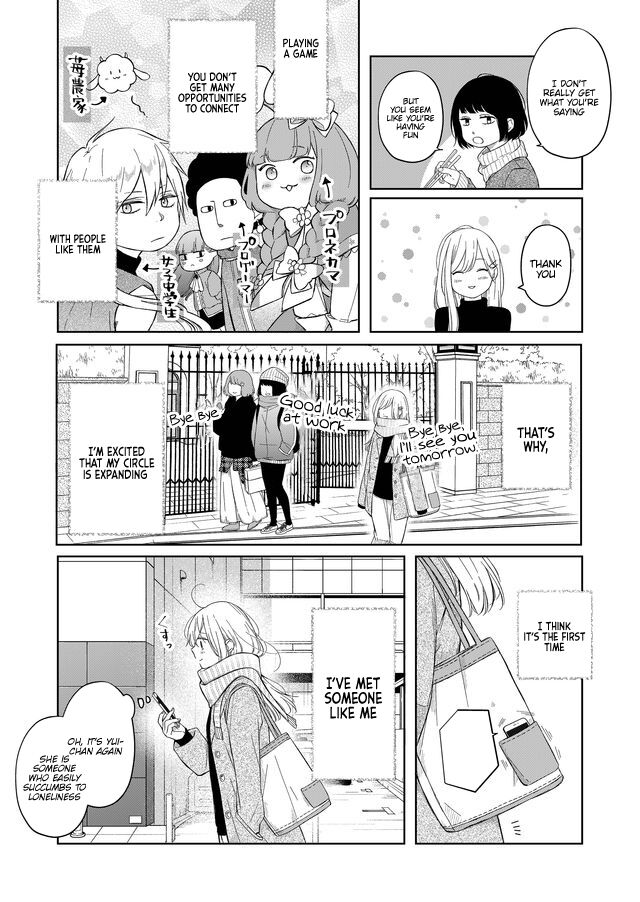 I DON'T
REALLY GET
WHAT YOU'RE
SAYING
BUT
YOU SEEM
LIKE YOU'RE
HAVING
FUN
THANK
YOU
PLAYING
A GAME
YOU DON'T
GET MANY
OPPORTUNITIES
TO CONNECT
WITH PEOPLE
LIKE THEM
プロネカマ
プロゲーマー
女子中学生
苺農家
THAT'S
WHY,
Bye Bye,
I'll see you
tomorrow!
Good luck
at work
Bye Bye
I'M EXCITED
THAT MY CIRCLE
IS EXPANDING
I THINK
IT'S THE FIRST
TIME
I'VE MET
SOMEONE
LIKE ME
くすっ
OH, IT'S YUI-
CHAN AGAIN
SHE IS
SOMEONE
WHO EASILY
SUCCUMBS TO
LONELINESS